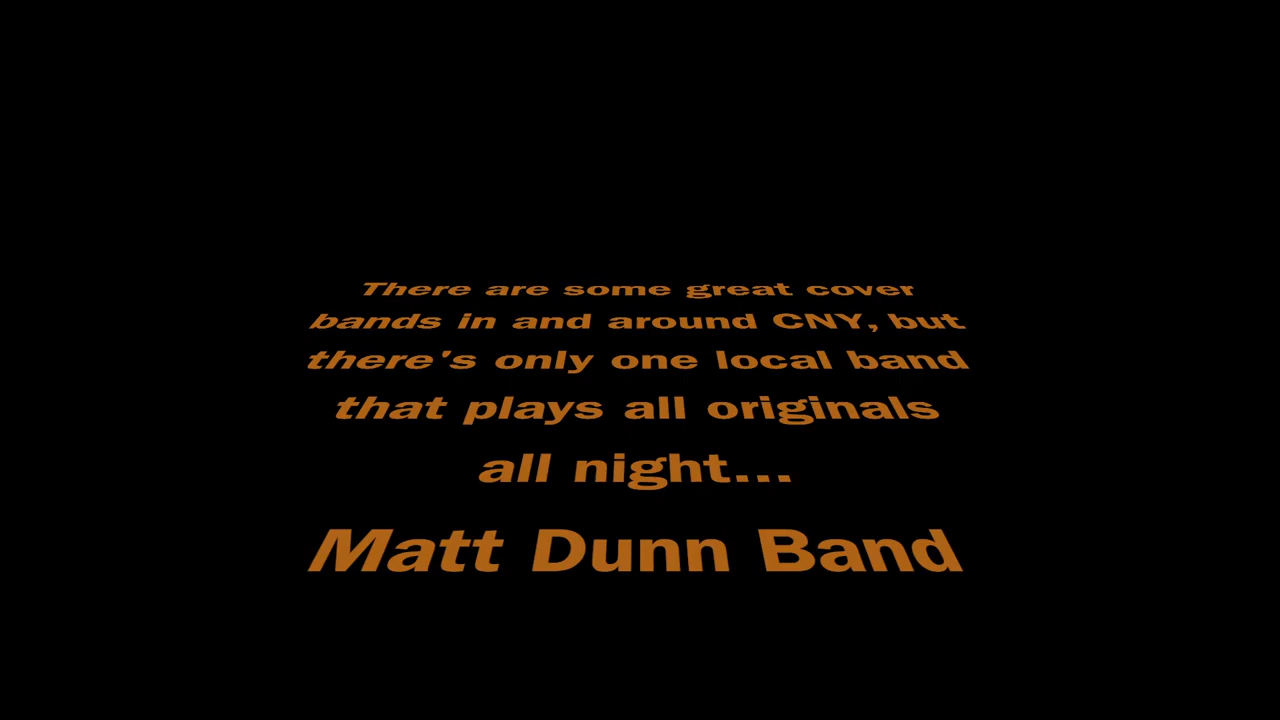 There are some great cover
bands in and around CNY, but
there's only one local band
that plays all originals
all night...
Matt Dunn Band